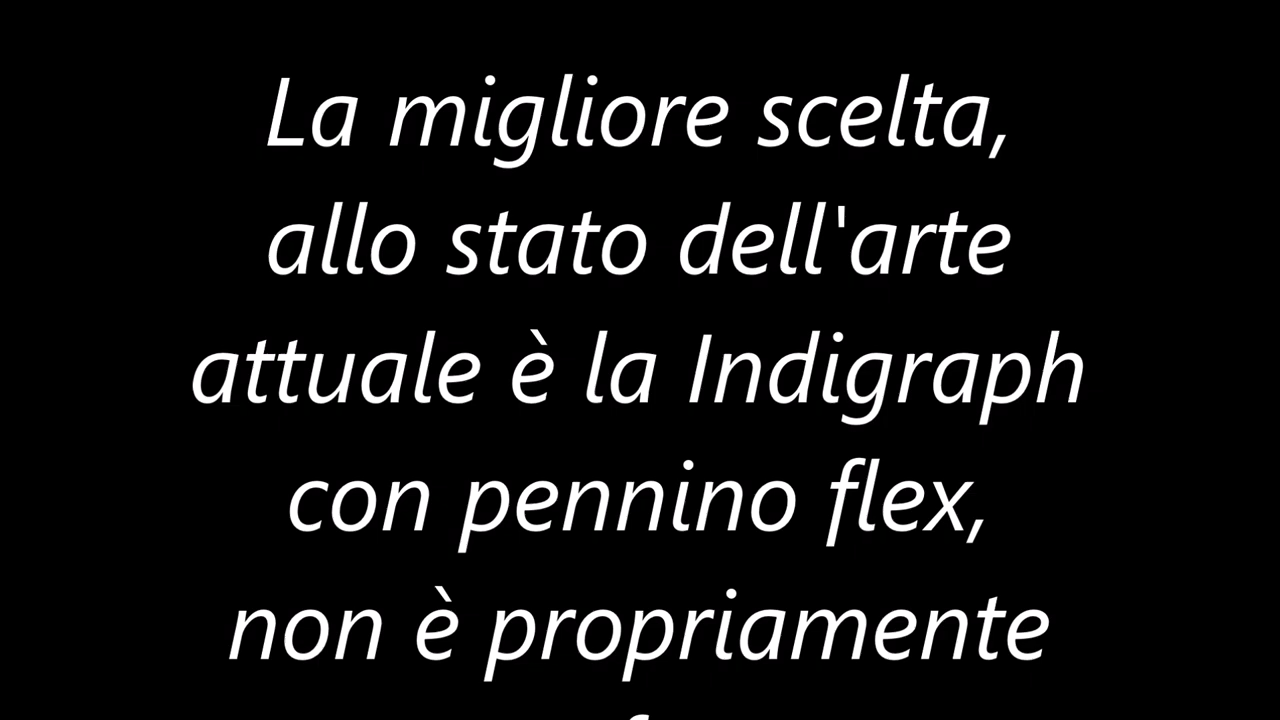 La migliore scelta,
allo stato dell'arte
attuale è la Indigraph
con pennino flex,
non è propriamente